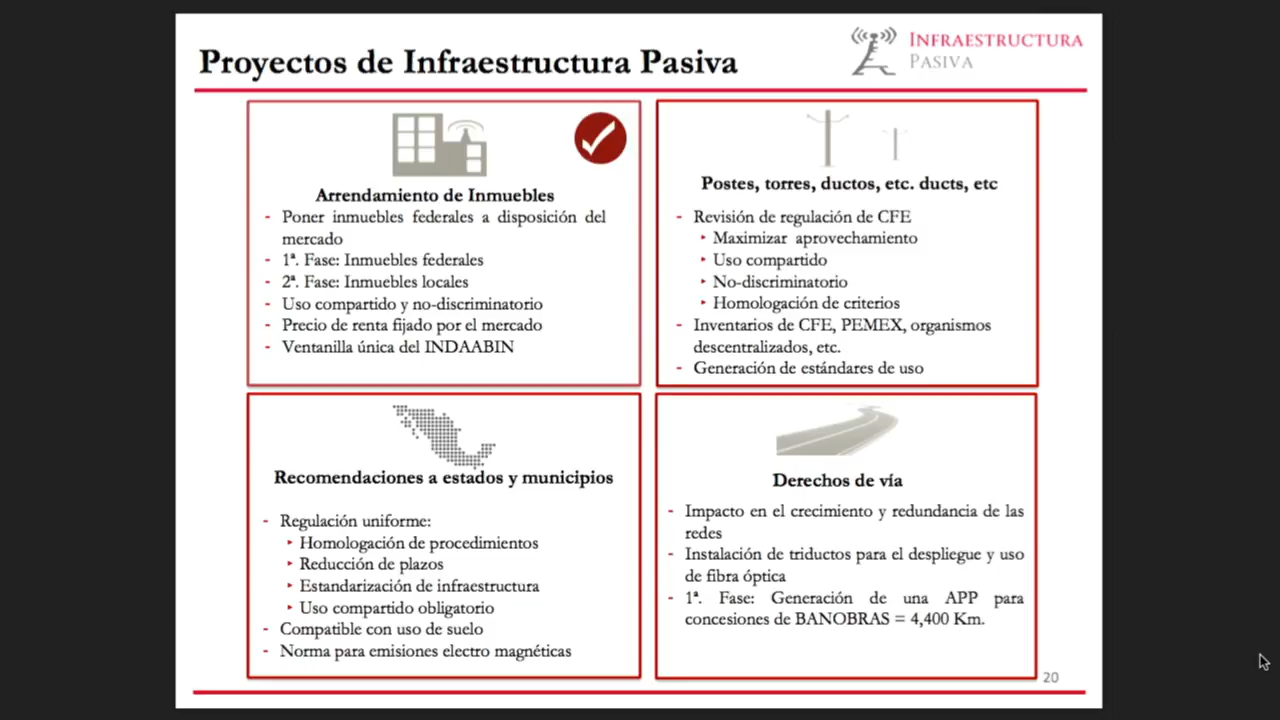 Proyectos de Infraestructura Pasiva
INFRAESTRUCTURA
PASIVA
Arrendamiento de Inmuebles
- Poner inmuebles federales a disposición del
mercado
- 1ª. Fase: Inmuebles federales
- 2ª. Fase: Inmuebles locales
- Uso compartido y no-discriminatorio
- Precio de renta fijado por el mercado
- Ventanilla única del INDAABIN
Postes, torres, ductos, etc. ducts, etc
- Revisión de regulación de CFE
‣ Maximizar aprovechamiento
‣ Uso compartido
‣ No-discriminatorio
‣ Homologación de criterios
- Inventarios de CFE, PEMEX, organismos
descentralizados, etc.
- Generación de estándares de uso
Recomendaciones a estados y municipios
- Regulación uniforme:
‣ Homologación de procedimientos
‣ Reducción de plazos
‣ Estandarización de infraestructura
‣ Uso compartido obligatorio
- Compatible con uso de suelo
- Norma para emisiones electro magnéticas
Derechos de vía
- Impacto en el crecimiento y redundancia de las
redes
- Instalación de triductos para el despliegue y uso
de fibra óptica
- 1ª. Fase: Generación de una APP para
concesiones de BANOBRAS = 4,400 Km.
20